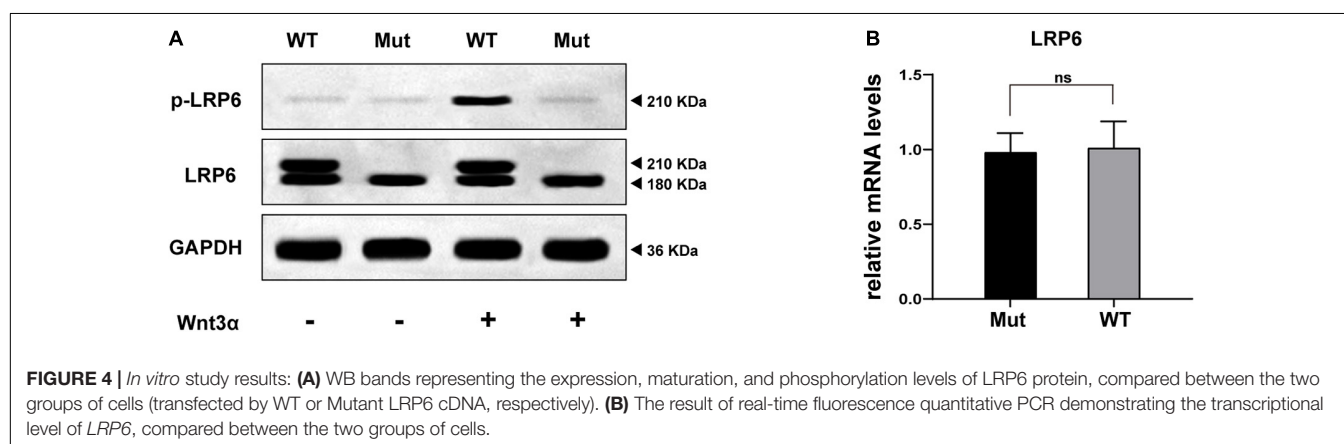 A
WT Mut WT Mut
p-LRP6
◄ 210 KDa
LRP6
◄ 210 KDa
◄ 180 KDa
GAPDH
◄ 36 KDa
Wnt3α - - + +
B
LRP6
relative mRNA levels
1.5
1.0
0.5
0.0
ns
Mut WT
FIGURE 4 | In vitro study results: (A) WB bands representing the expression, maturation, and phosphorylation levels of LRP6 protein, compared between the two
groups of cells (transfected by WT or Mutant LRP6 cDNA, respectively). (B) The result of real-time fluorescence quantitative PCR demonstrating the transcriptional
level of LRP6, compared between the two groups of cells.